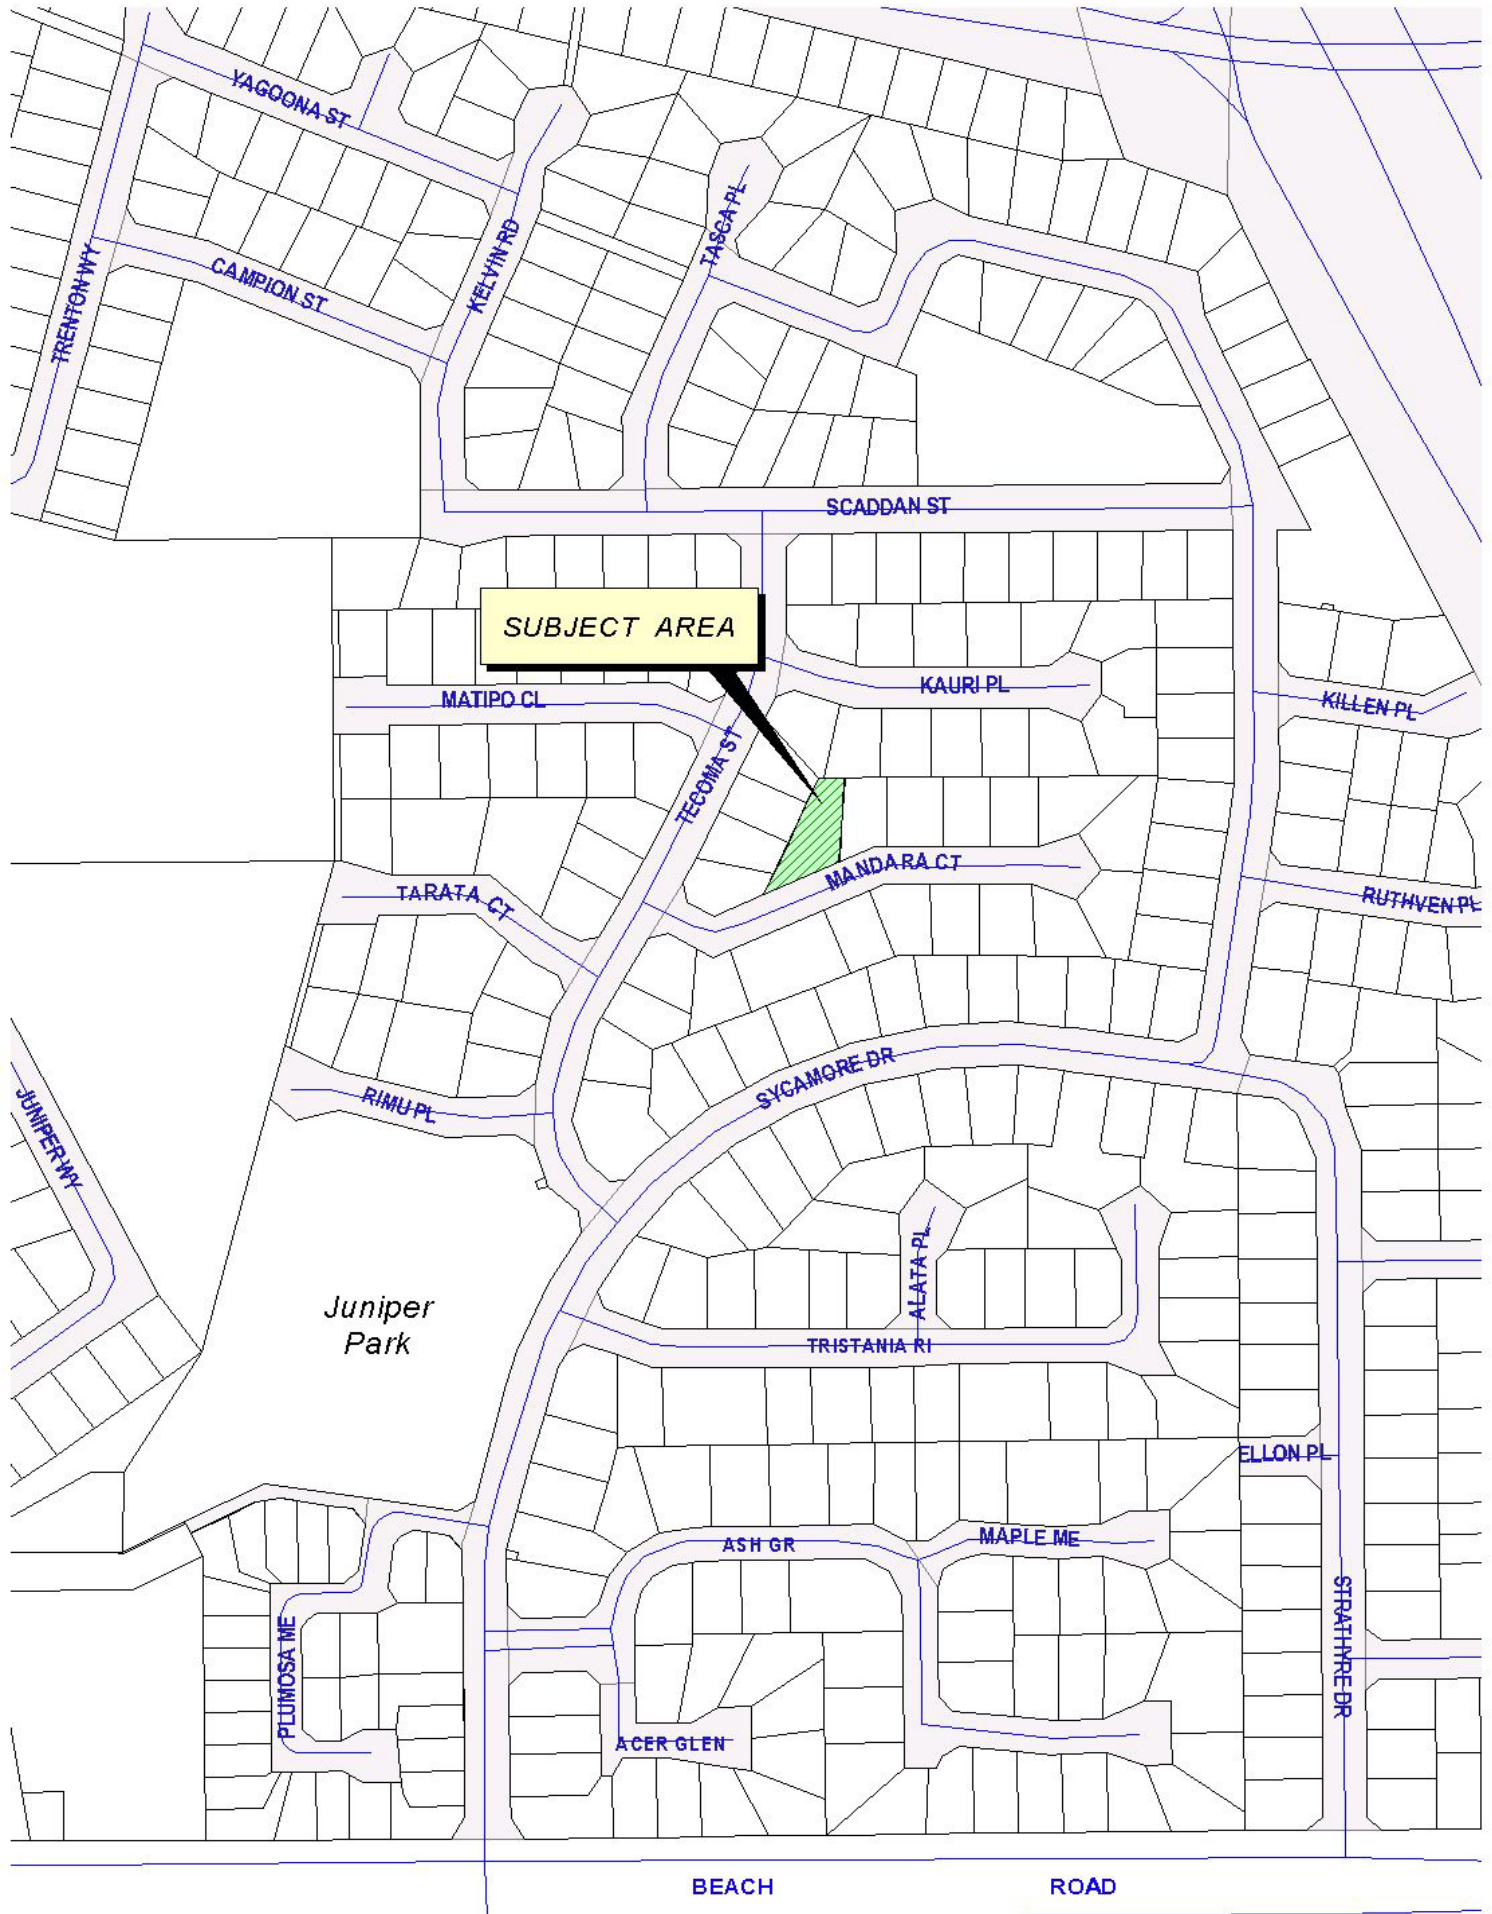 YAGOONA ST
TASCA PL
KELVIN RD
CAMPION ST
TRENTON WY
SCADDAN ST
SUBJECT AREA
KAURI PL
MATIPO CL
KILLEN PL
TECOMA ST
MANDARA CT
TARATA CT
RUTHVEN PL
SYCAMORE DR
RIMU PL
JUNIPER WY
ALATA PL
Juniper
Park
TRISTANIA RI
ELLON PL
ASH GR
MAPLE ME
STRATHYRE DR
PLUMOSA ME
ACER GLEN
BEACH ROAD